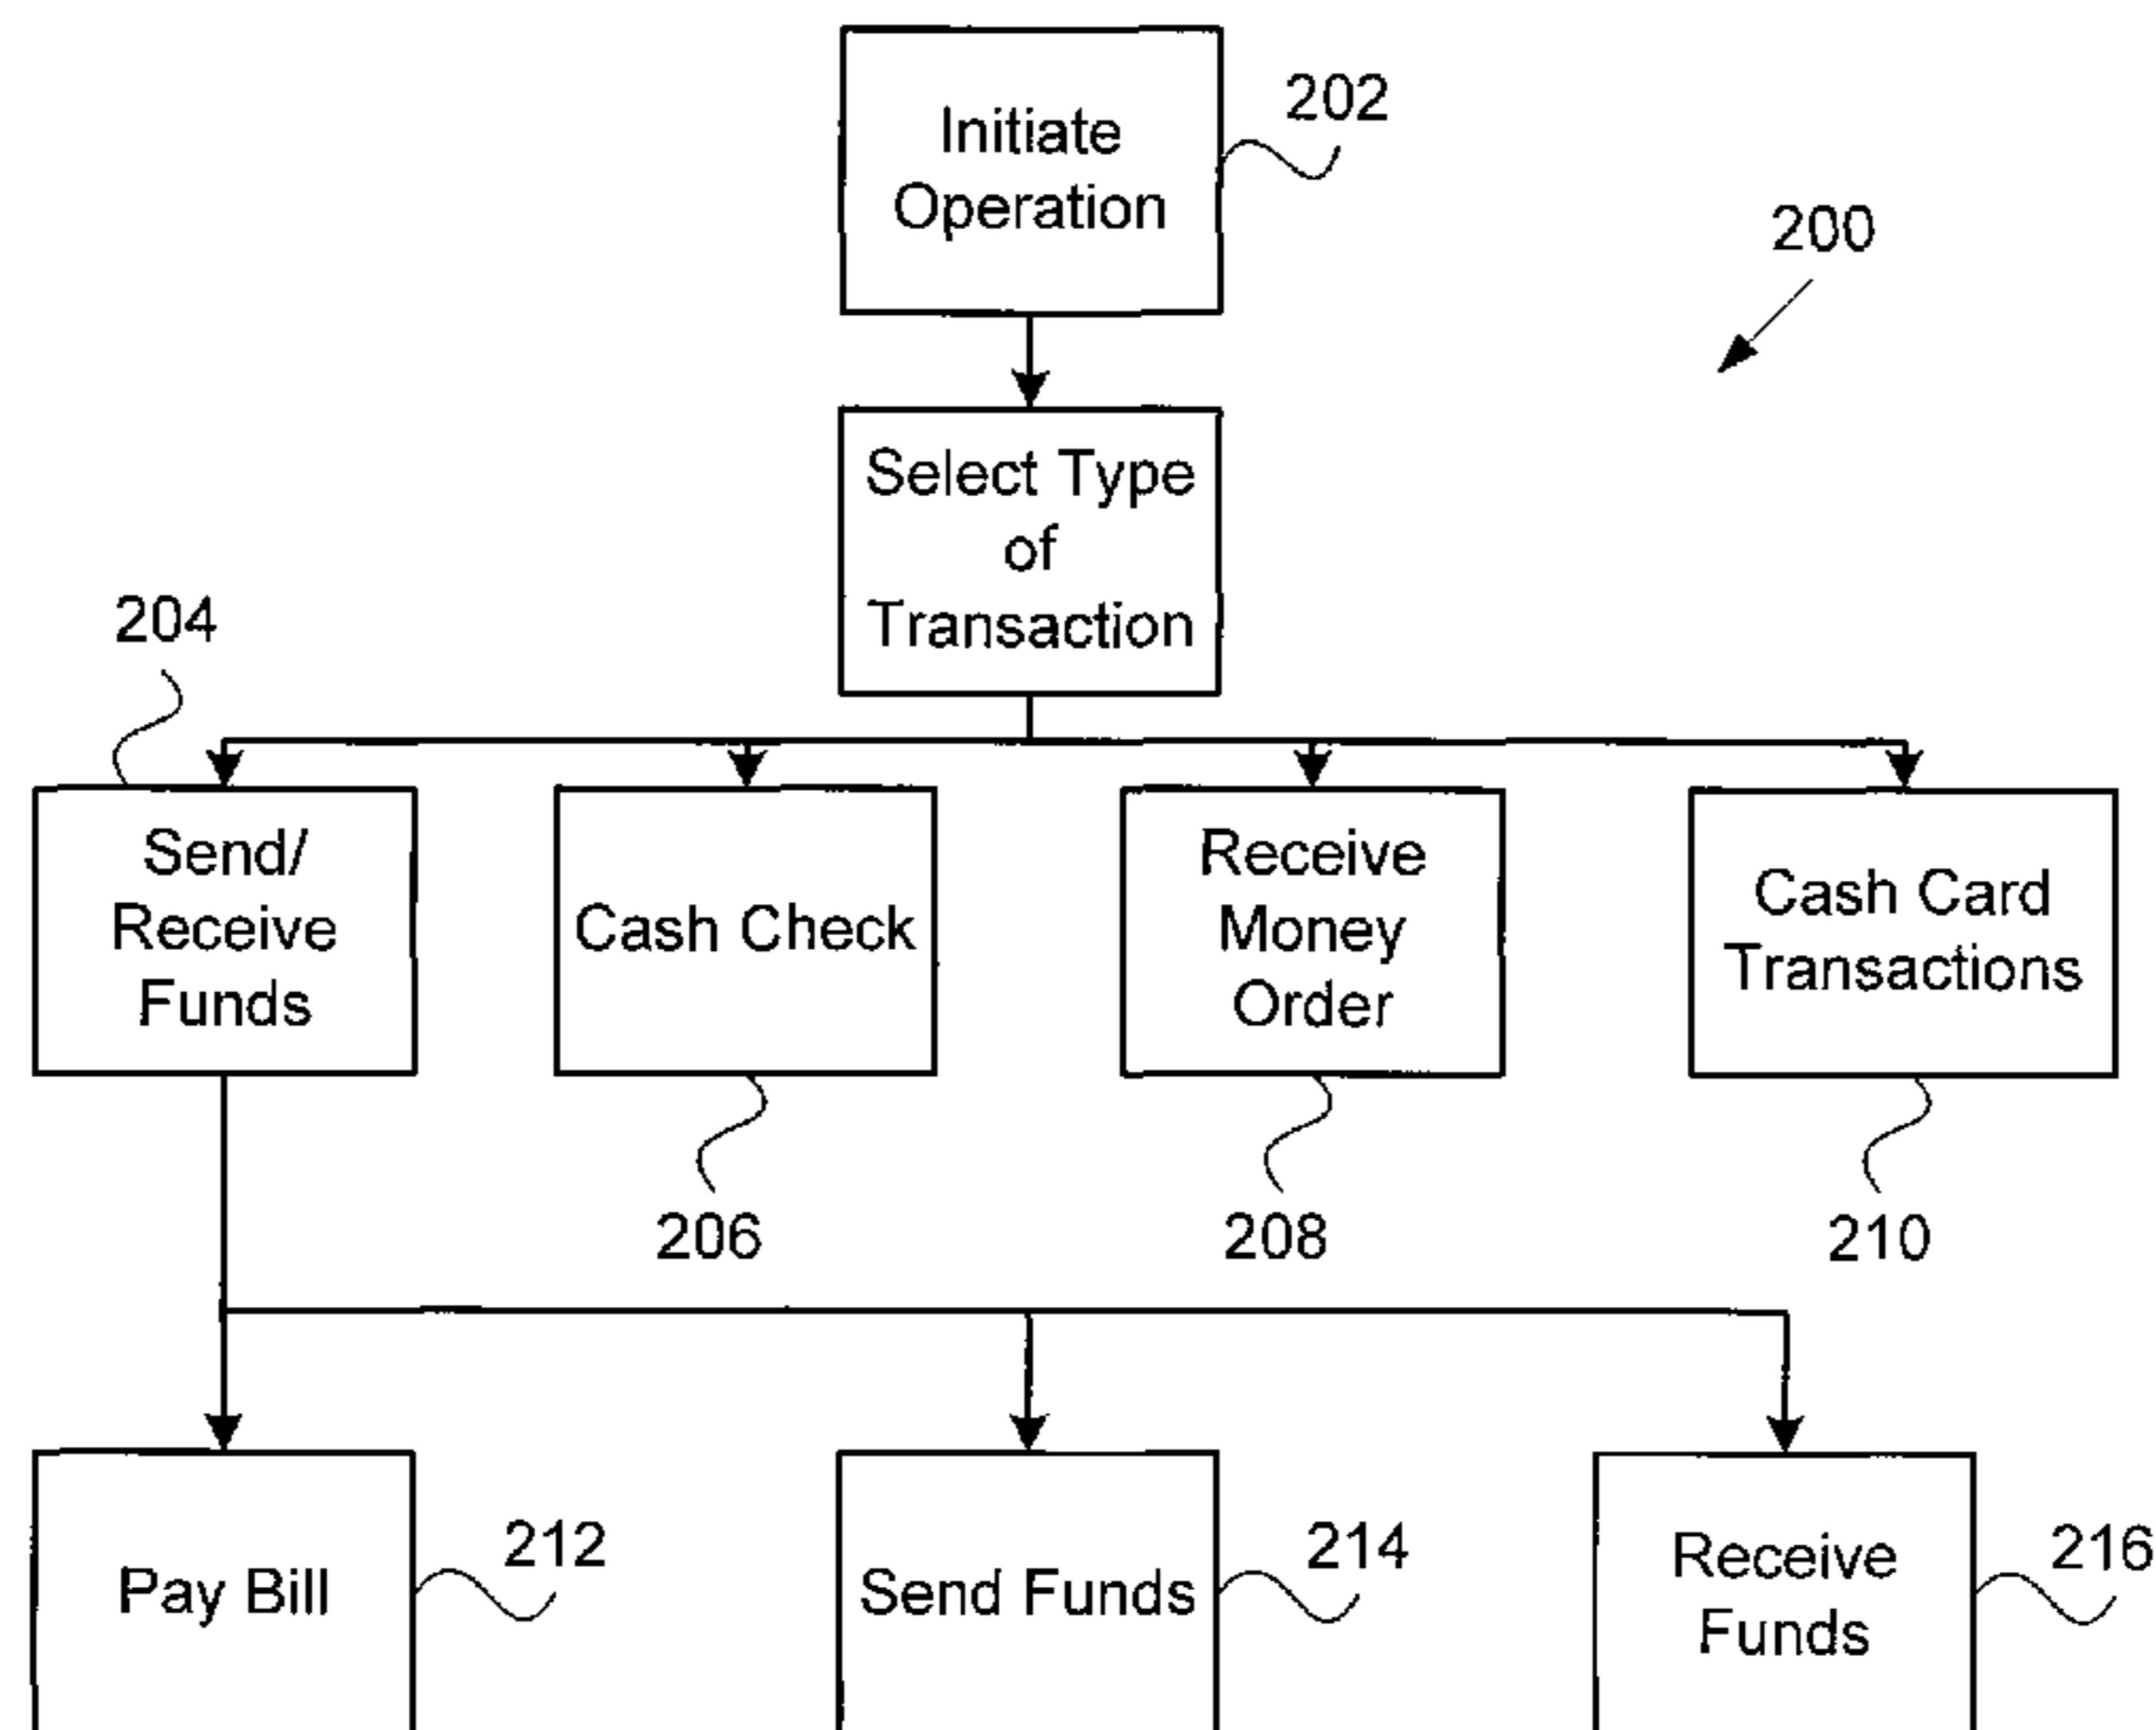 Initiate
Operation
202
200
Select Type
of
Transaction
204
Send/
Receive
Funds
Cash Check
Receive
Money
Order
Cash Card
Transactions
206
208
210
Pay Bill
212
Send Funds
214
Receive
Funds
216